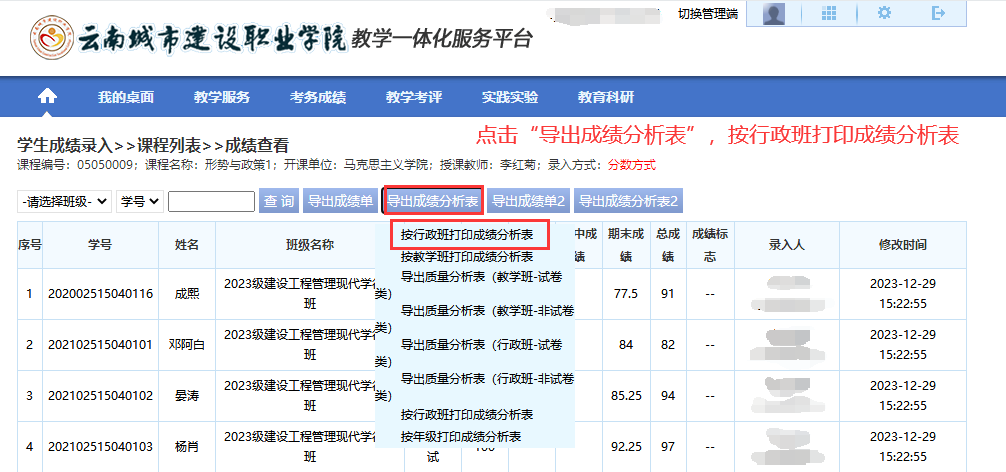 切换管理端
云南城市建设职业学院 教学一体化服务平台
我的桌面 教学服务 考务成绩 教学考评 实践实验 教育科研
点击“导出成绩分析表”，按行政班打印成绩分析表
学生成绩录入>>课程列表>>成绩查看
课程编号：05050009；课程名称：形势与政策1；开课单位：马克思主义学院；授课教师：李红菊；录入方式：分数方式
-请选择班级- 学号 查 询 导出成绩单 导出成绩分析表 导出成绩单2 导出成绩分析表2
按行政班打印成绩分析表
按教学班打印成绩分析表
导出质量分析表（教学班-试卷
类）
导出质量分析表（教学班-非试卷
类）
导出质量分析表（行政班-试卷
类）
导出质量分析表（行政班-非试卷
类）
按行政班打印成绩分析表
按年级打印成绩分析表
序号 学号 姓名 班级名称 中成 期末成 总成 成绩标 录入人 修改时间
绩 绩 绩 志
1 202002515040116 成熙 2023级建设工程管理现代学 77.5 91 -- 2023-12-29
班 15:22:55
2 202102515040101 邓阿白 2023级建设工程管理现代学 84 82 -- 2023-12-29
班 15:22:55
3 202102515040102 晏涛 2023级建设工程管理现代学 85.25 94 -- 2023-12-29
班 15:22:55
4 202102515040103 杨肖 2023级建设工程管理现代学 92.25 97 -- 2023-12-29
班 试 15:22:55